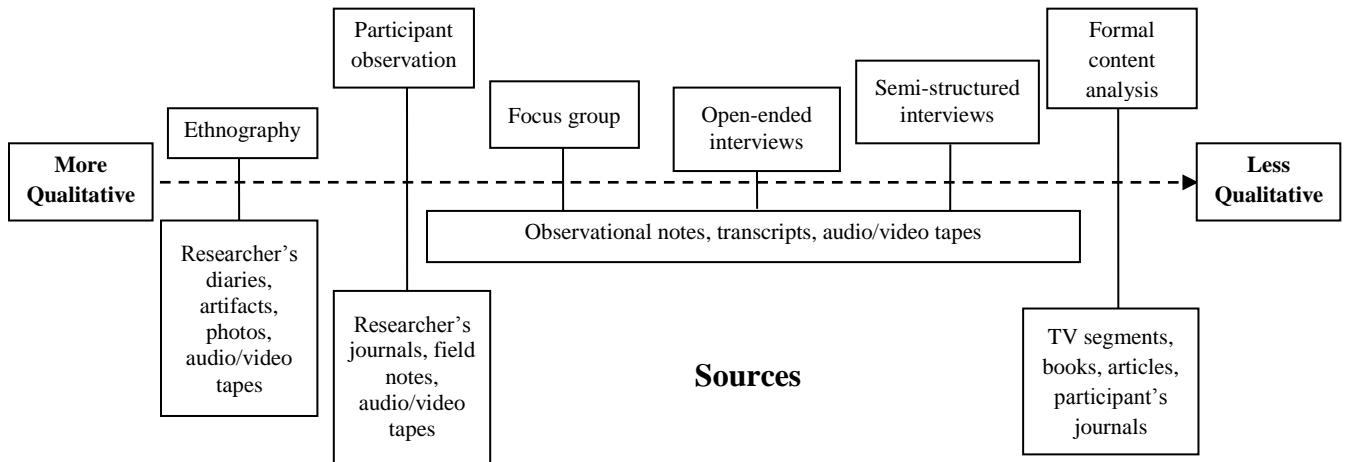 Participant
observation
Formal
content
analysis
Semi-structured
interviews
Focus group
Open-ended
interviews
Ethnography
More
Qualitative
Less
Qualitative
Observational notes, transcripts, audio/video tapes
Researcher’s
diaries,
artifacts,
photos,
audio/video
tapes
Researcher’s
journals, field
notes,
audio/video
tapes
Sources
TV segments,
books, articles,
participant’s
journals